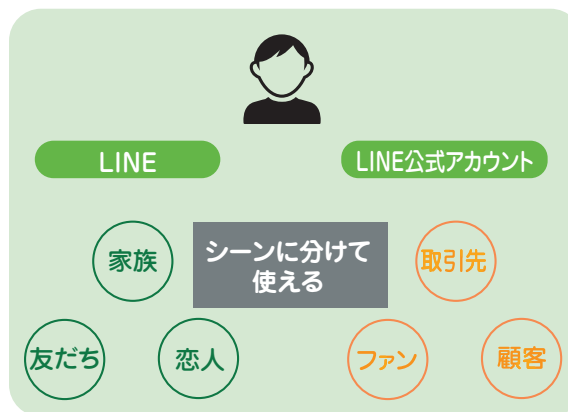 LINE
LINE公式アカウント
家族
シーンに分けて
使える
取引先
友だち
恋人
ファン
顧客